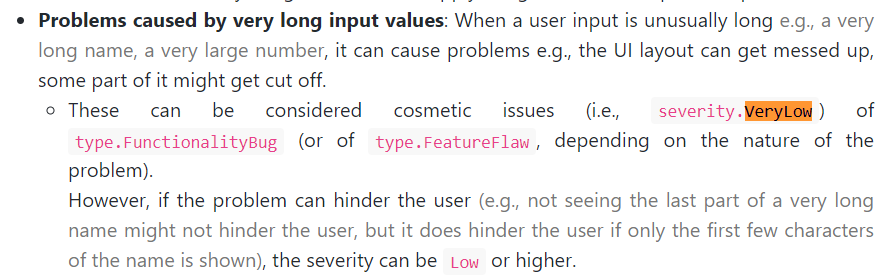 • Problems caused by very long input values: When a user input is unusually long e.g., a very
long name, a very large number, it can cause problems e.g., the UI layout can get messed up,
some part of it might get cut off.
○ These can be considered cosmetic issues (i.e., severity.VeryLow ) of
type.FunctionalityBug (or of type.FeatureFlaw, depending on the nature of the
problem).
However, if the problem can hinder the user (e.g., not seeing the last part of a very long
name might not hinder the user, but it does hinder the user if only the first few characters
of the name is shown), the severity can be Low or higher.